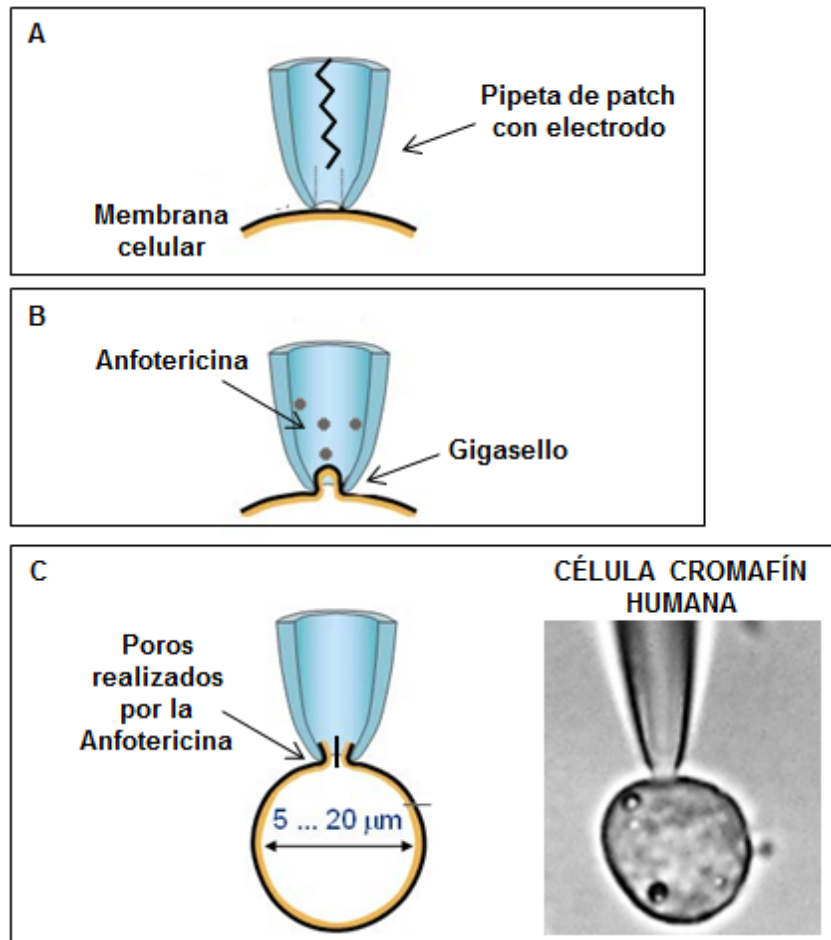 A
Pipeta de patch
con electrodo
Membrana
celular
B
Anfotericina
Gigasello
C
CÉLULA CROMAFÍN
HUMANA
Poros
realizados
por la
Anfotericina
5 ... 20 µm